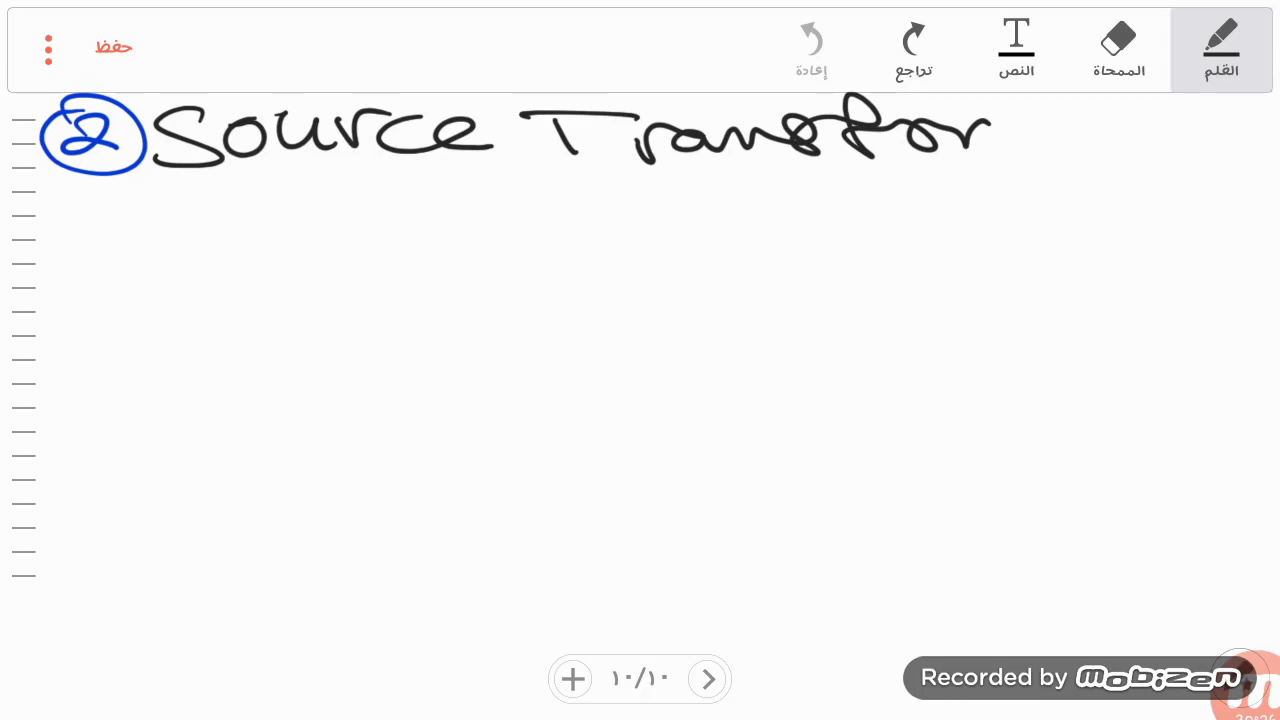 حفظ
إعادة
تراجع
النص
الممحاة
القلم
② Source Transfor
١٠/١٠
Recorded by mobizen